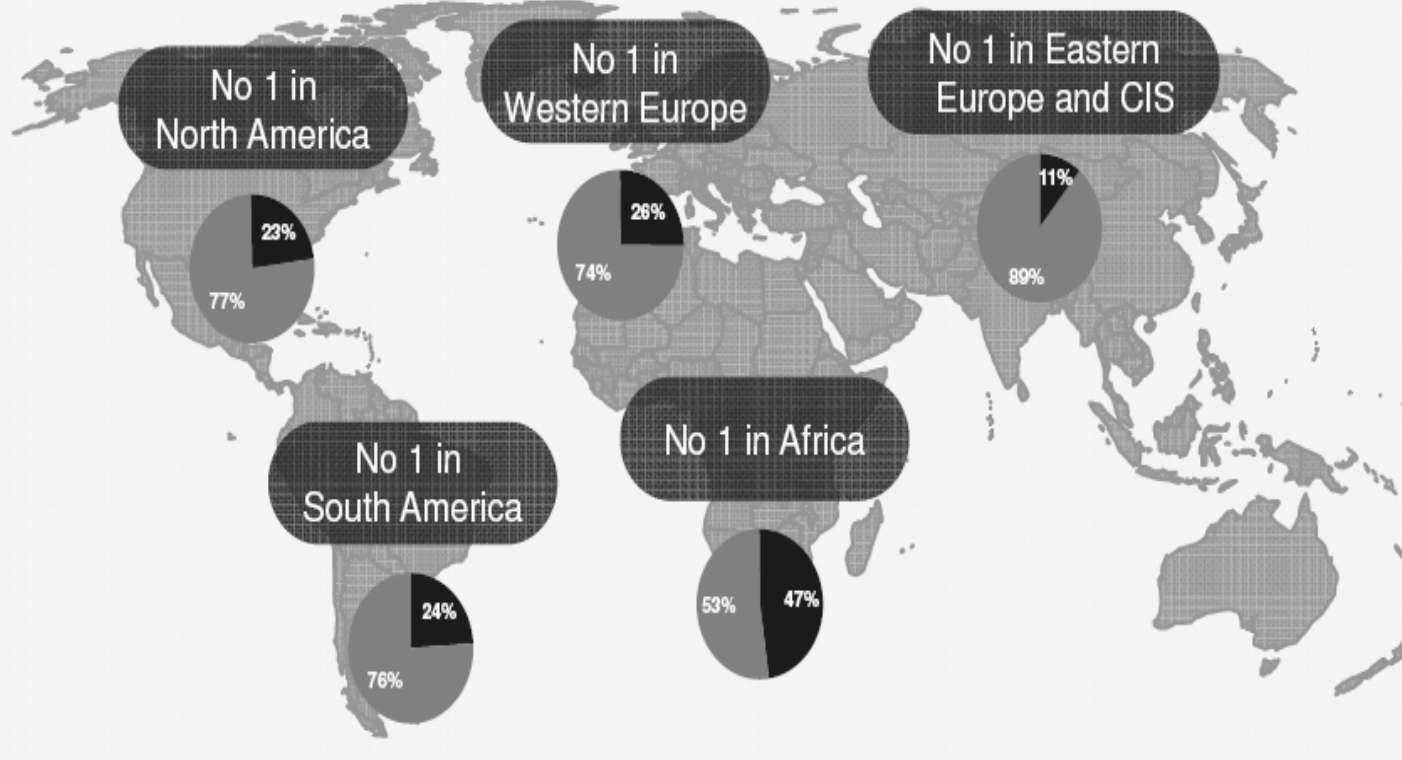 No 1 in
North America
23%
77%
No 1 in
Western Europe
26%
74%
No 1 in Eastern
Europe and CIS
11%
89%
No 1 in
South America
24%
76%
No 1 in Africa
53%
47%